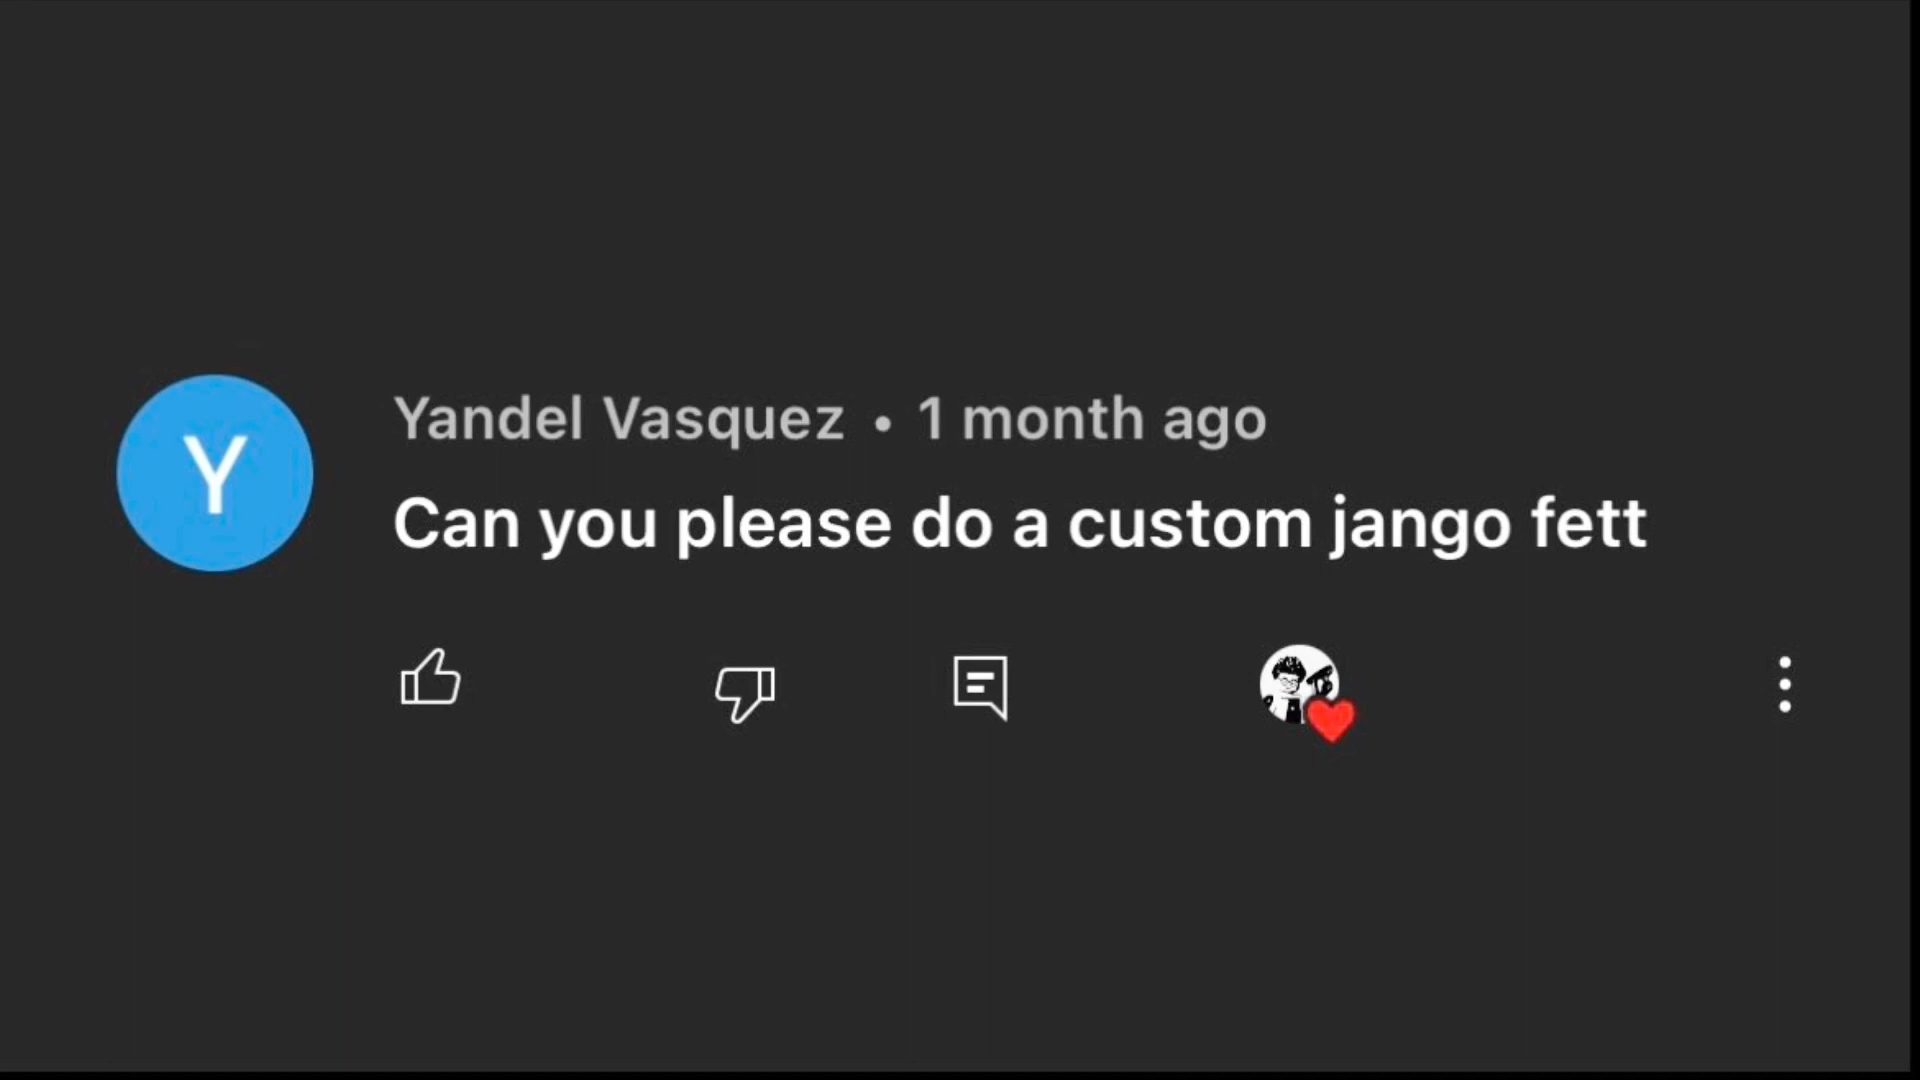 Y
Yandel Vasquez • 1 month ago
Can you please do a custom jango fett